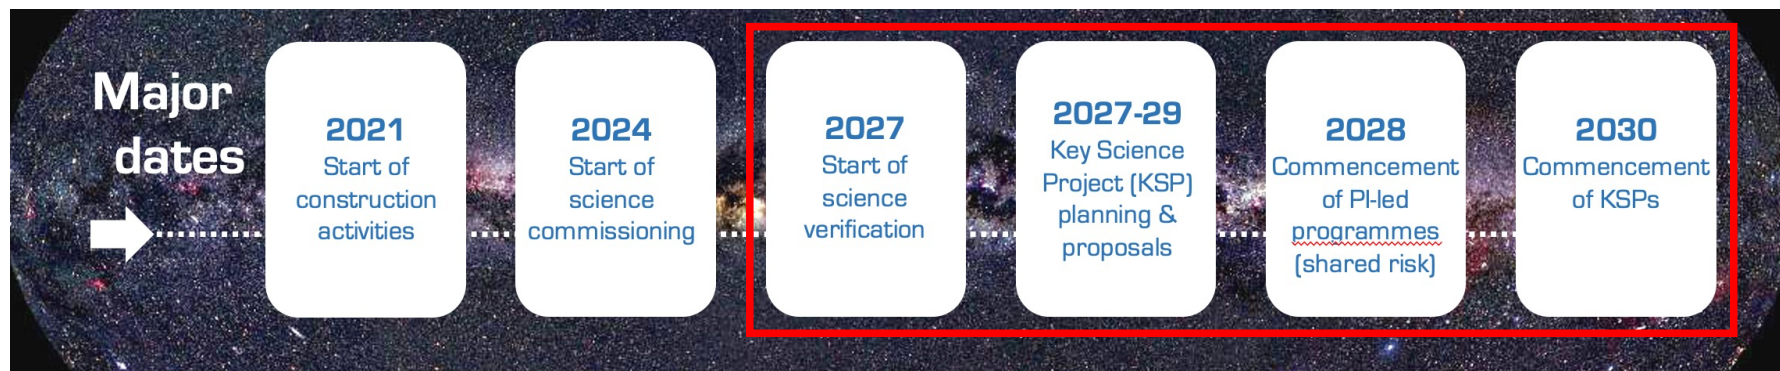 Major
dates
2021
Start of
construction
activities
2024
Start of
science
commissioning
2027
Start of
science
verification
2027-29
Key Science
Project (KSP)
planning &
proposals
2028
Commencement
of PI-led
programmes
(shared risk)
2030
Commencement
of KSPs